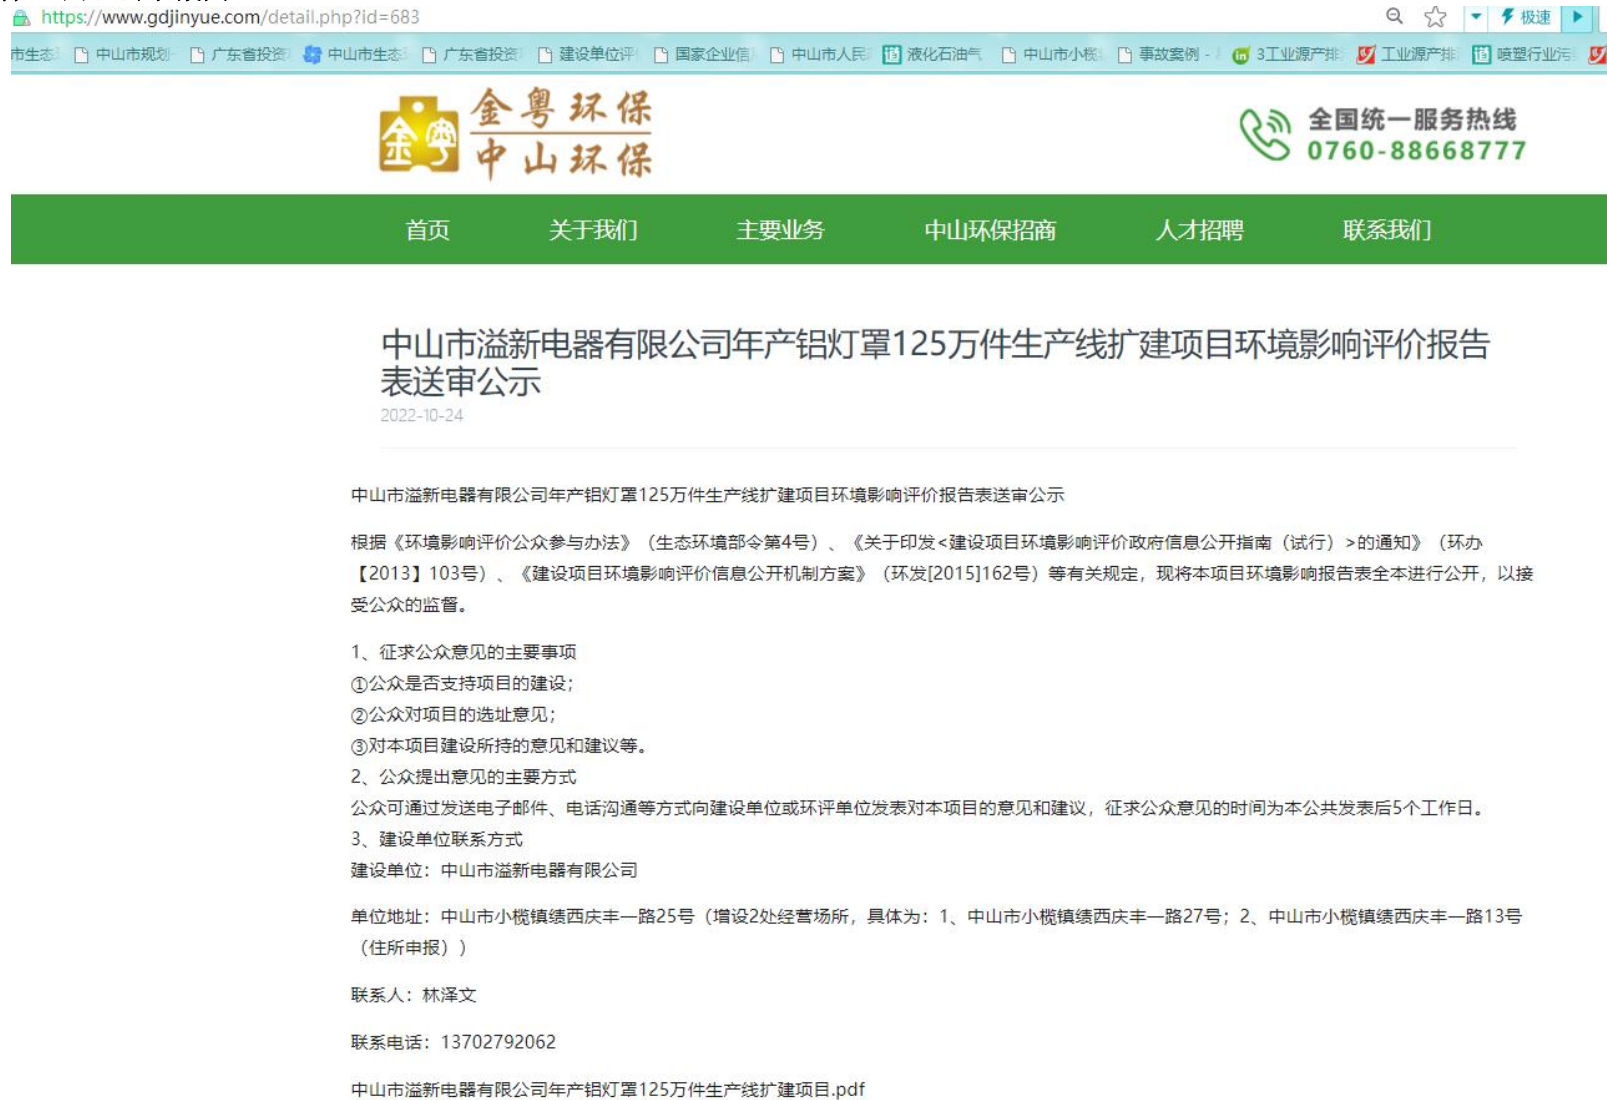 https://www.gdjinyue.com/detail.php?id=683
极速
市生态 中山市规划 广东省投资 中山市生态 广东省投资 建设单位评 国家企业信 中山市人民 液化石油气 中山市小榄 事故案例 - 3工业源产排 工业源产排 喷塑行业污
金粤
金粤环保
中山环保
全国统一服务热线
0760-88668777
首页 关于我们 主要业务 中山环保招商 人才招聘 联系我们
中山市溢新电器有限公司年产铝灯罩125万件生产线扩建项目环境影响评价报告
表送审公示
2022-10-24
中山市溢新电器有限公司年产铝灯罩125万件生产线扩建项目环境影响评价报告表送审公示
根据《环境影响评价公众参与办法》（生态环境部令第4号）、《关于印发<建设项目环境影响评价政府信息公开指南（试行）>的通知》（环办
【2013】103号）、《建设项目环境影响评价信息公开机制方案》（环发[2015]162号）等有关规定，现将本项目环境影响报告表全本进行公开，以接
受公众的监督。
1、征求公众意见的主要事项
①公众是否支持项目的建设；
②公众对项目的选址意见；
③对本项目建设所持的意见和建议等。
2、公众提出意见的主要方式
公众可通过发送电子邮件、电话沟通等方式向建设单位或环评单位发表对本项目的意见和建议，征求公众意见的时间为本公共发表后5个工作日。
3、建设单位联系方式
建设单位：中山市溢新电器有限公司
单位地址：中山市小榄镇绩西庆丰一路25号（增设2处经营场所，具体为：1、中山市小榄镇绩西庆丰一路27号；2、中山市小榄镇绩西庆丰一路13号
（住所申报））
联系人：林泽文
联系电话：13702792062
中山市溢新电器有限公司年产铝灯罩125万件生产线扩建项目.pdf